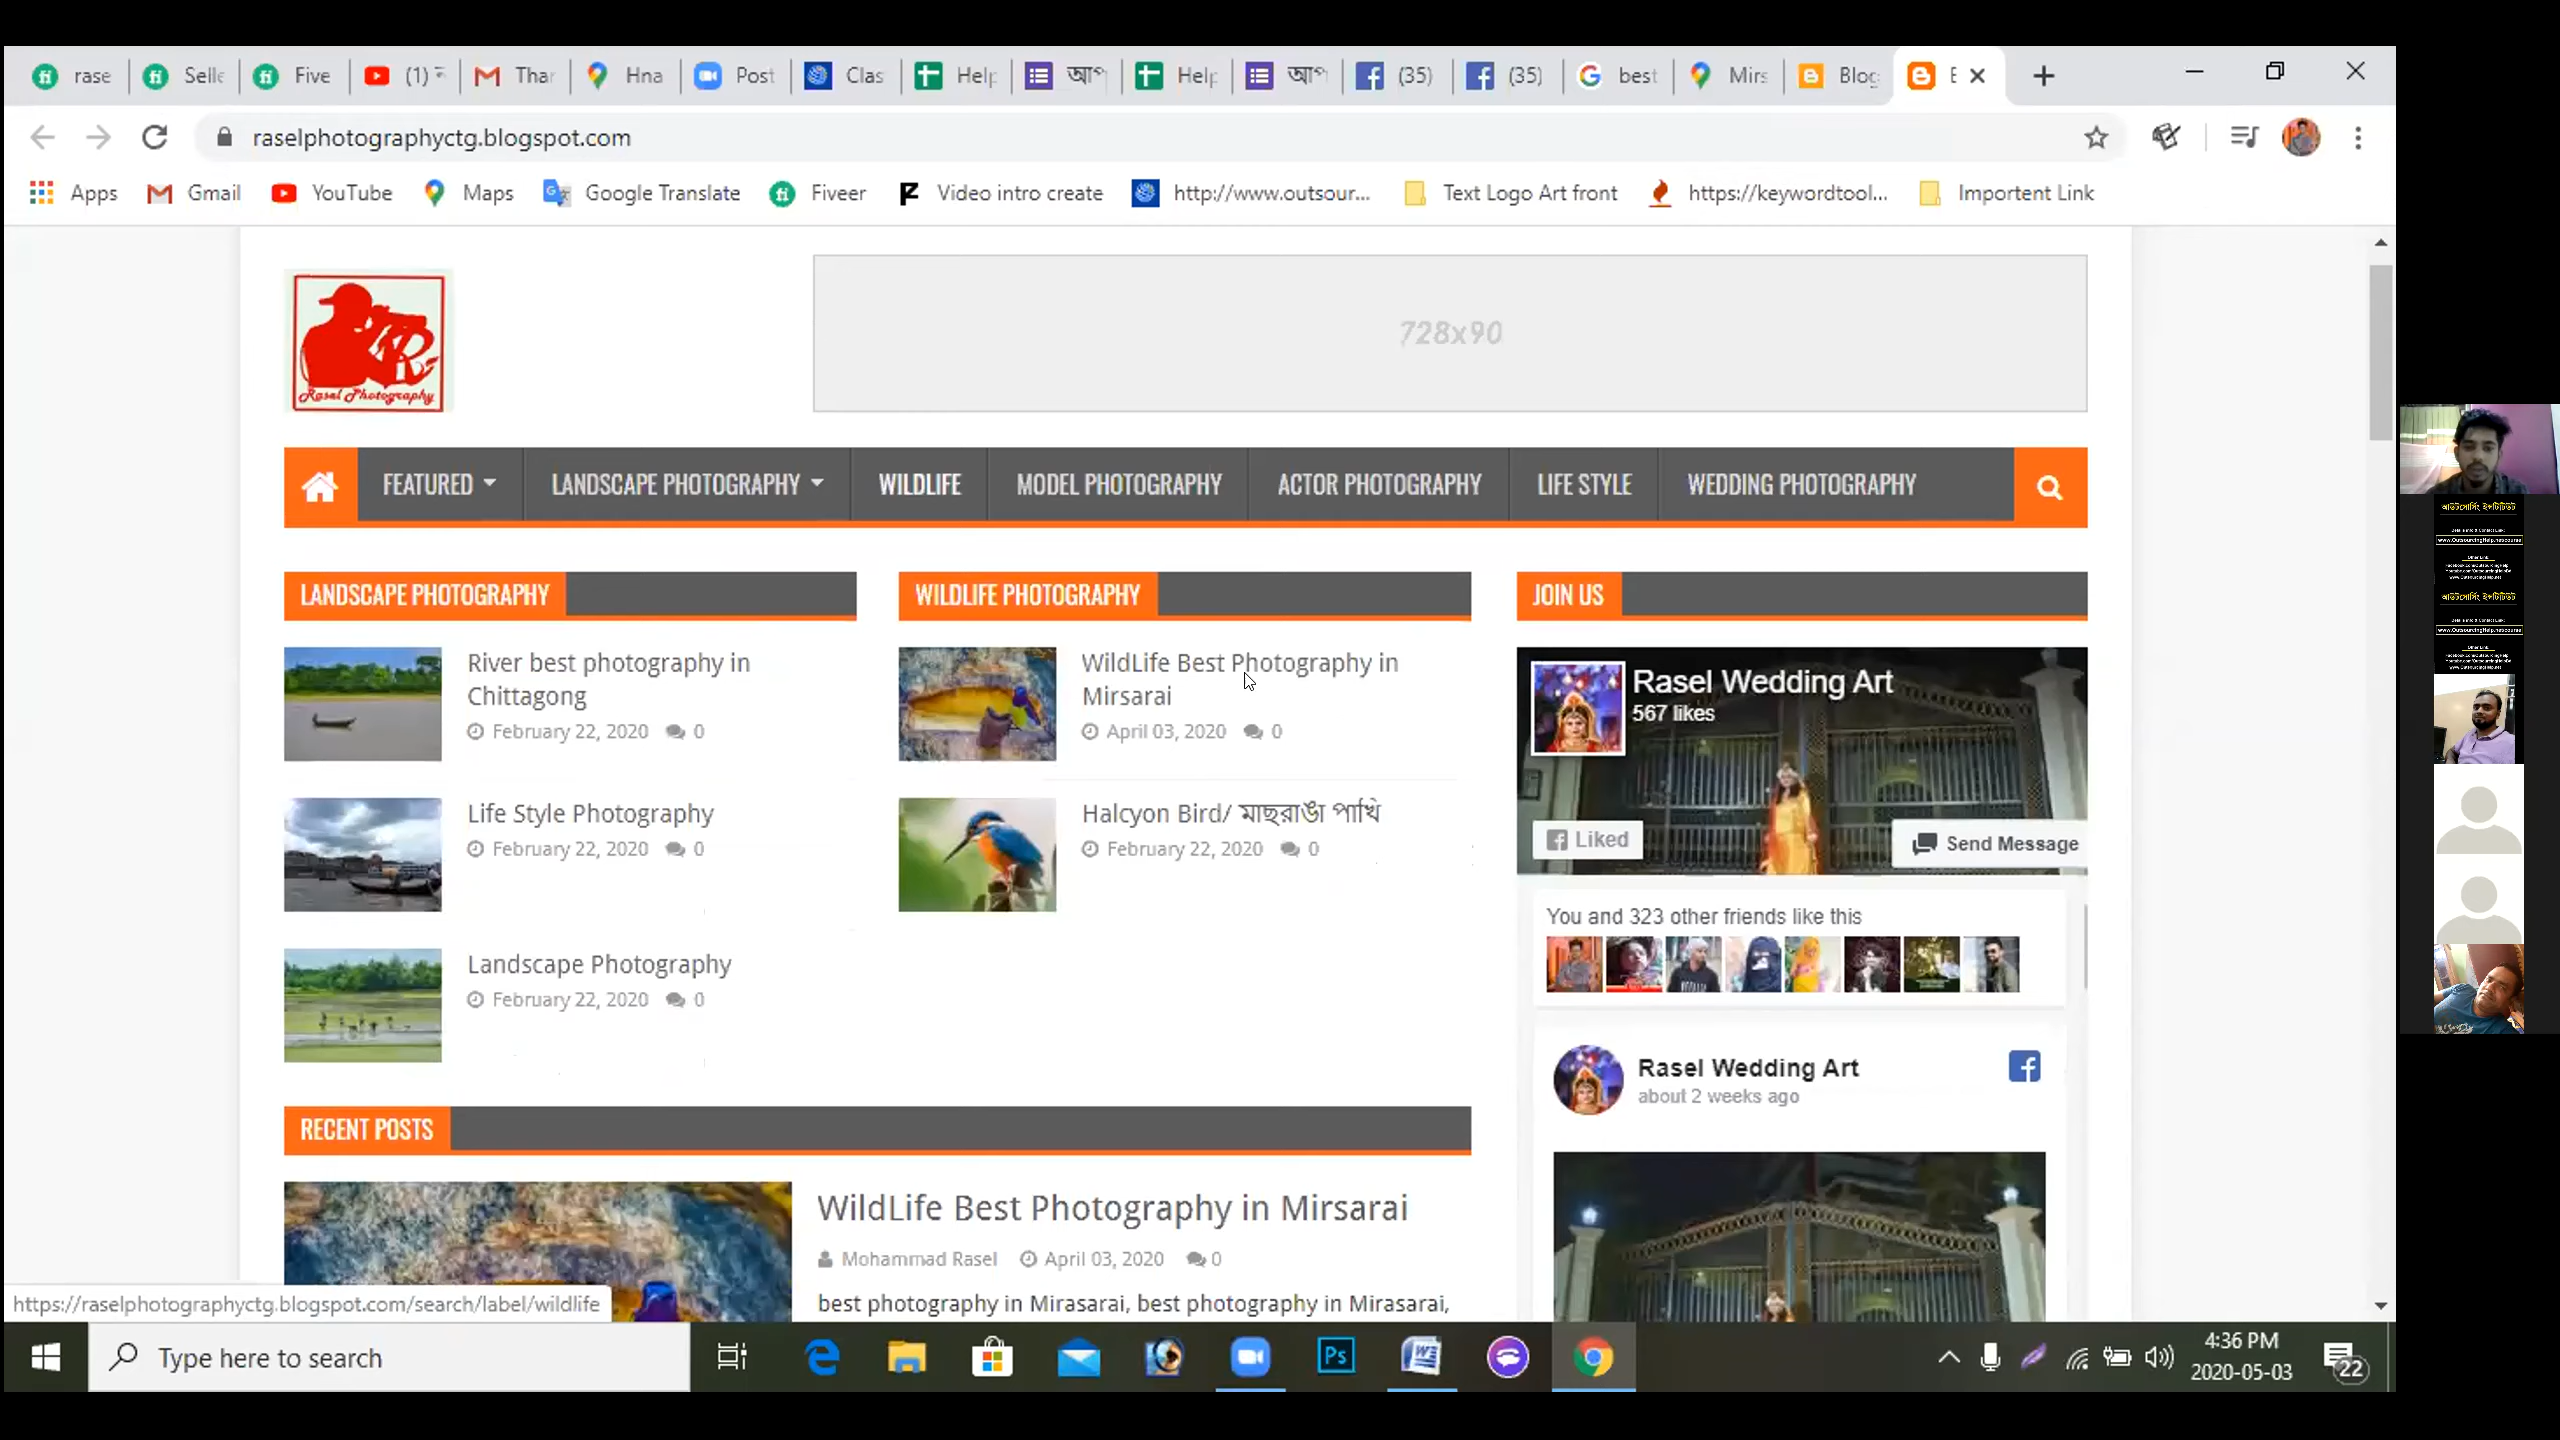 rase
Selle
Five
(1)
Thar
Hna
Post
Clas
Help
আপ
Help
আপ
(35)
(35)
best
Mirs
Blog
raselphotographyctg.blogspot.com
Apps
Gmail
YouTube
Maps
Google Translate
Fiveer
Video intro create
http://www.outsour...
Text Logo Art front
https://keywordtool...
Importent Link
Rasel Photography
728x90
FEATURED
LANDSCAPE PHOTOGRAPHY
WILDLIFE
MODEL PHOTOGRAPHY
ACTOR PHOTOGRAPHY
LIFE STYLE
WEDDING PHOTOGRAPHY
LANDSCAPE PHOTOGRAPHY
River best photography in
Chittagong
February 22, 2020 0
Life Style Photography
February 22, 2020 0
Landscape Photography
February 22, 2020 0
WILDLIFE PHOTOGRAPHY
WildLife Best Photography in
Mirsarai
April 03, 2020 0
Halcyon Bird/ মাছরাঙা পাখি
February 22, 2020 0
JOIN US
Rasel Wedding Art
567 likes
Liked
Send Message
You and 323 other friends like this
Rasel Wedding Art
about 2 weeks ago
RECENT POSTS
WildLife Best Photography in Mirsarai
Mohammad Rasel April 03, 2020 0
best photography in Mirasarai, best photography in Mirasarai,
https://raselphotographyctg.blogspot.com/search/label/wildlife
Type here to search
Ps
4:36 PM
2020-05-03
22